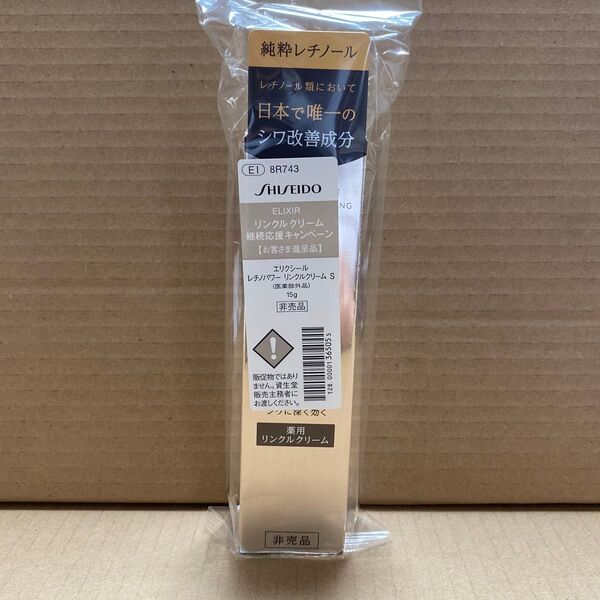 純粋レチノール
レチノール類において
日本で唯一の
シワ改善成分
EI 8R743
SHISEIDO
NG
ELIXIR
リンクルクリーム
継続応援キャンペーン
【お客さま進呈品】
エリクシール
レチノパワー リンクルクリーム S
(医薬部外品)
15g
非売品
128 00001 365055
販促物ではあり
ません。資生堂
販売主務者に
お渡しください。
シワに深く効く
薬用
リンクルクリーム
非売品